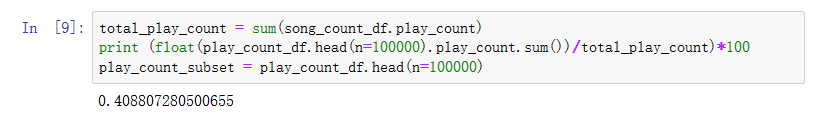 In [9]: total_play_count = sum(song_count_df.play_count)
print (float(play_count_df.head(n=100000).play_count.sum())/total_play_count)*100
play_count_subset = play_count_df.head(n=100000)
0.408807280500655